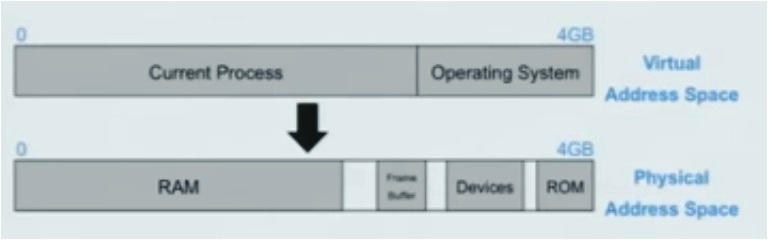 0 4GB
Current Process Operating System Virtual
Address Space
0 4GB
RAM Frame
Buffer Devices ROM Physical
Address Space